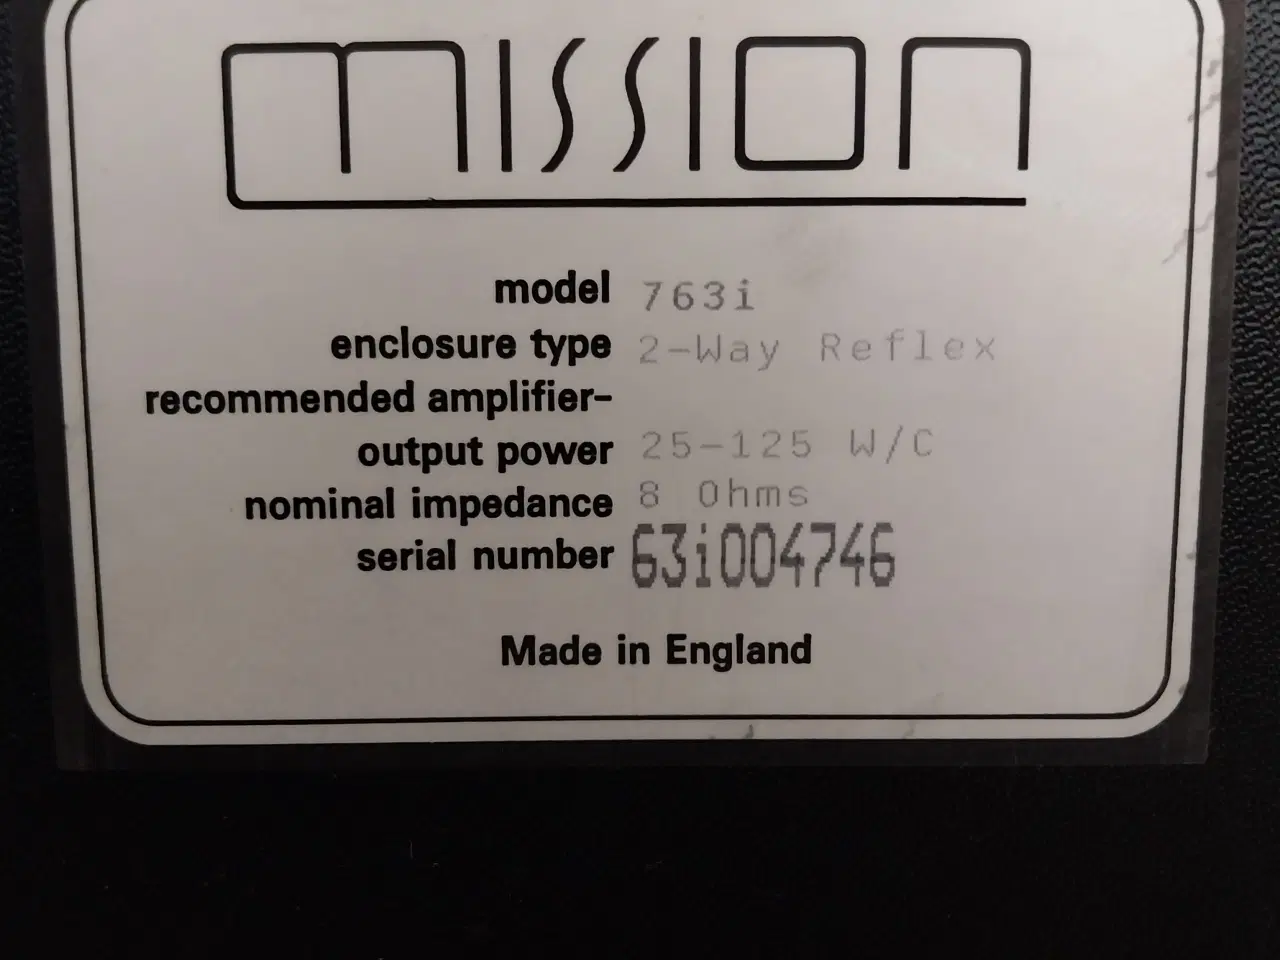 mission
model 763i
enclosure type 2-Way Reflex
recommended amplifier-
output power 25-125 W/C
nominal impedance 8 Ohms
serial number 63i004746
Made in England